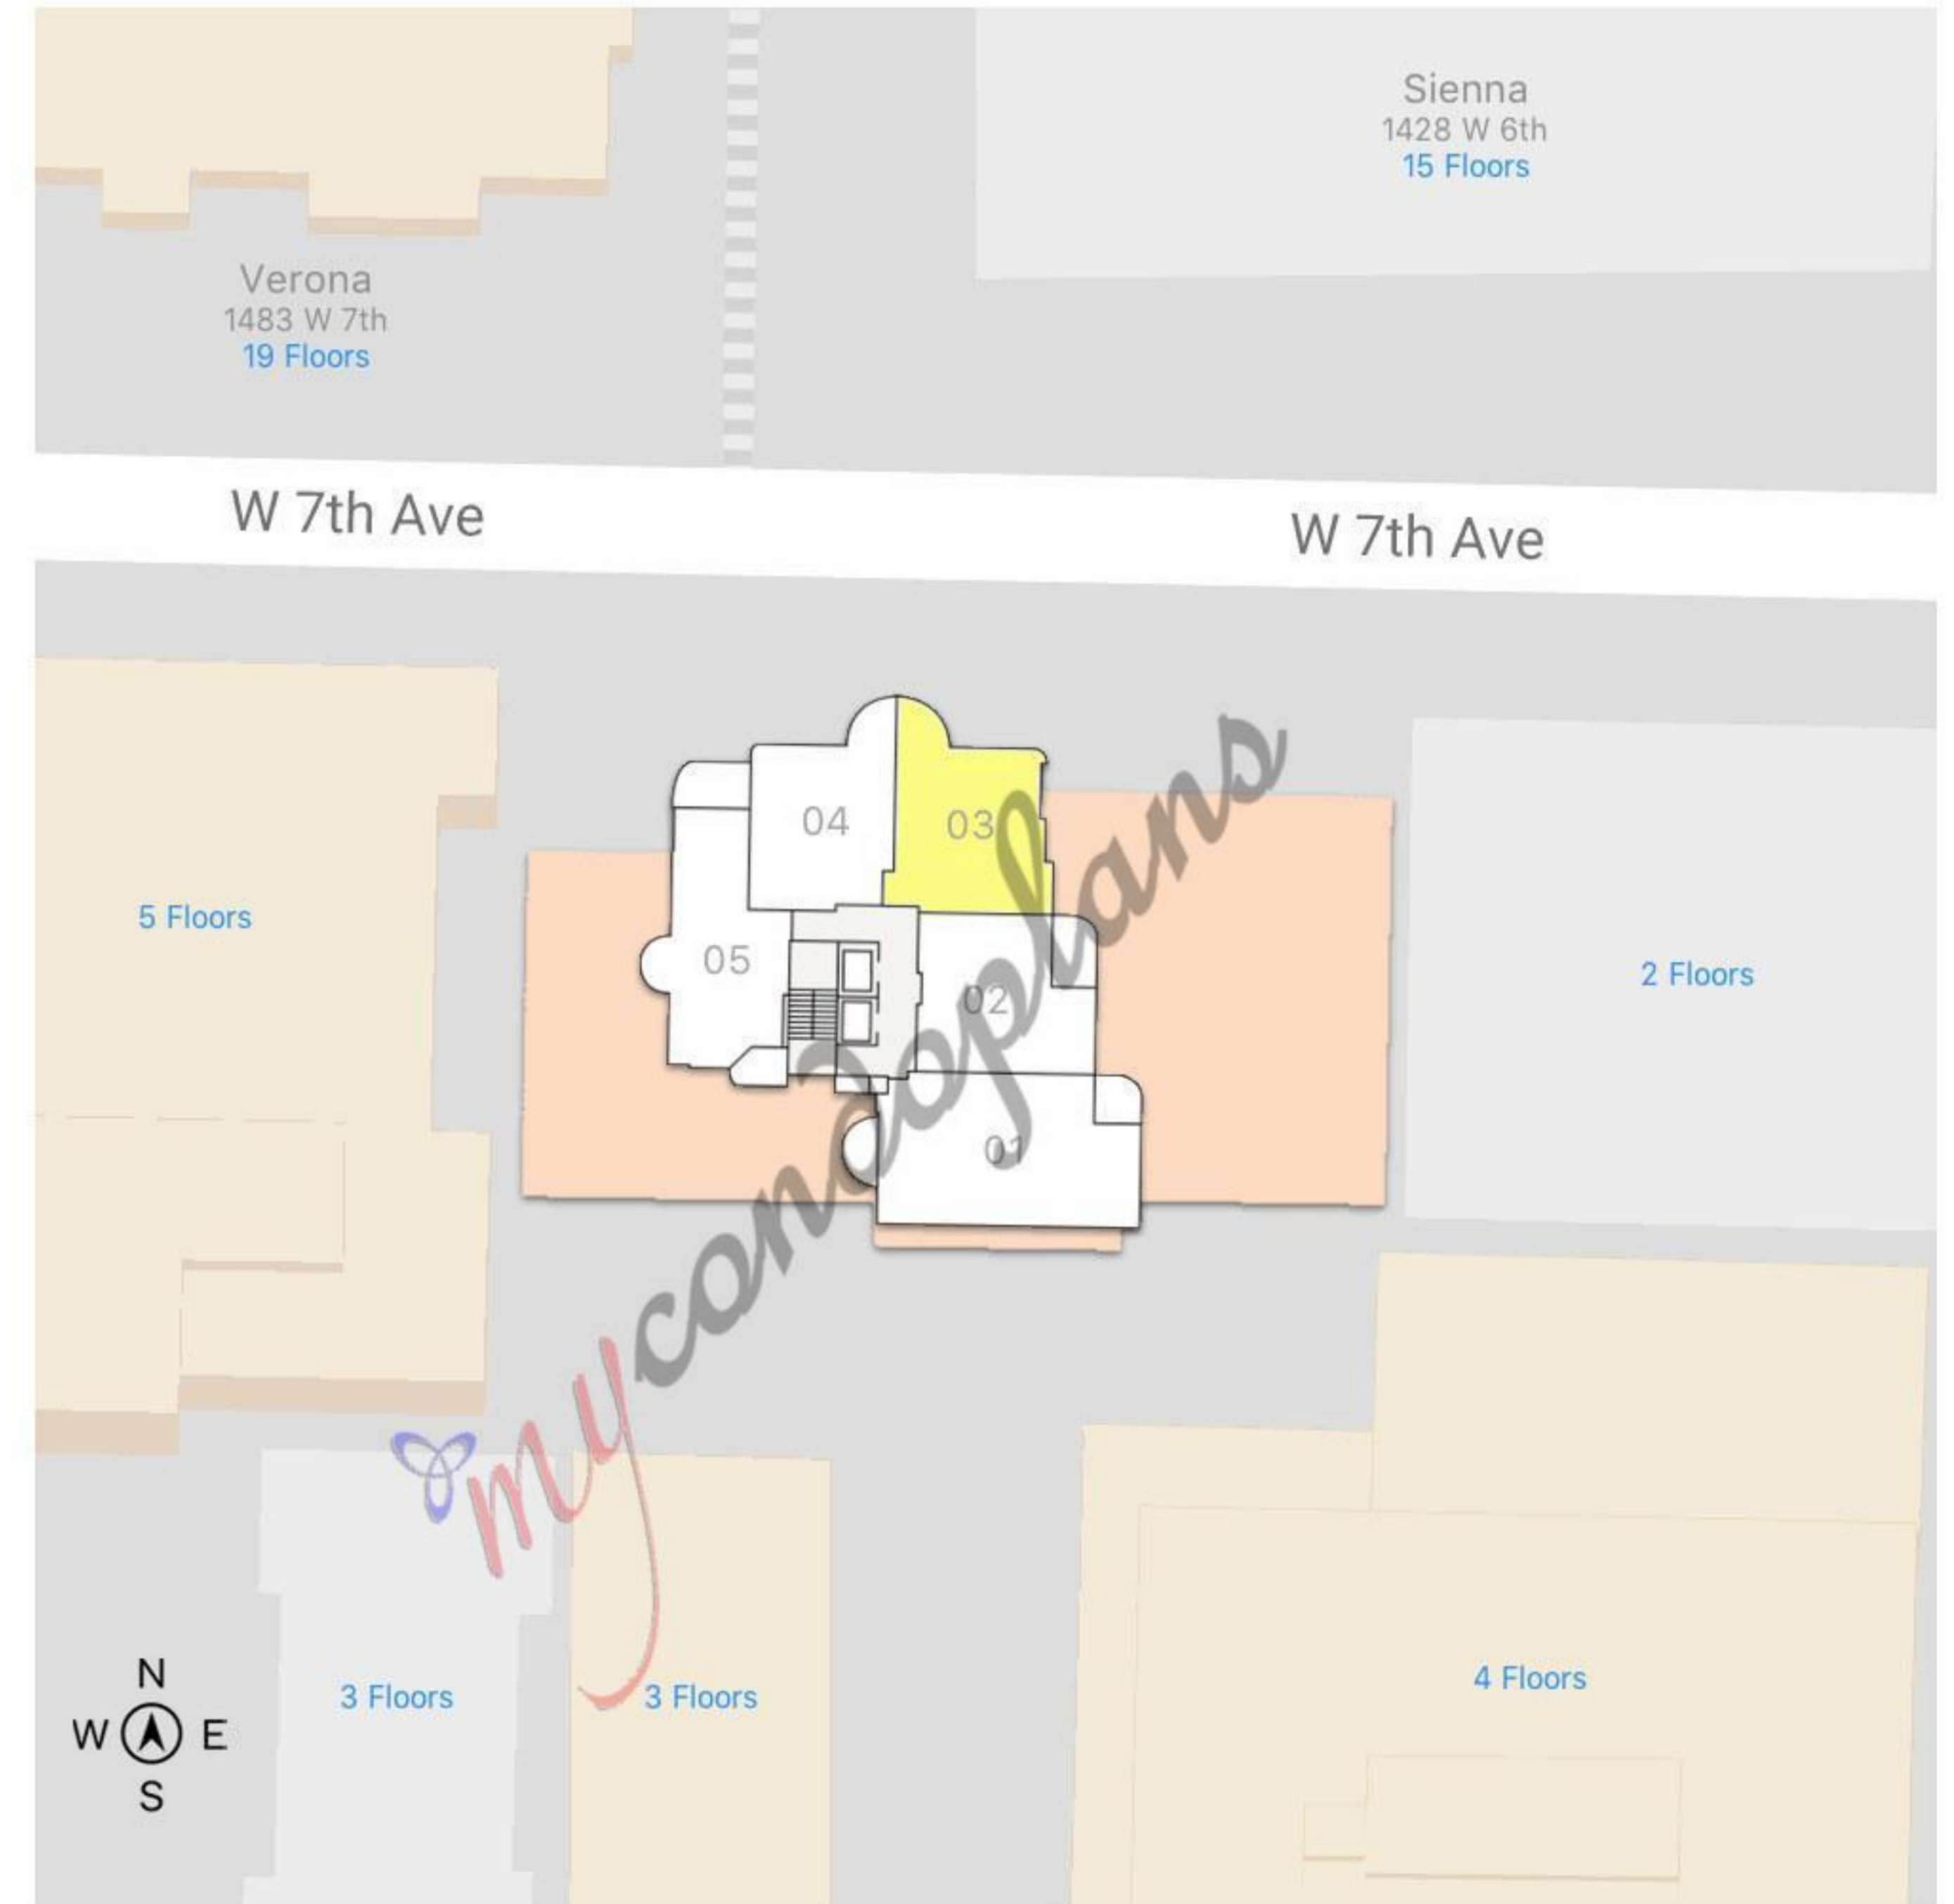 Sienna
1428 W 6th
15 Floors
Verona
1483 W 7th
19 Floors
W 7th Ave
W 7th Ave
04
03
5 Floors
05
02
2 Floors
01
mycondoplans
3 Floors
3 Floors
4 Floors
N
W E
S